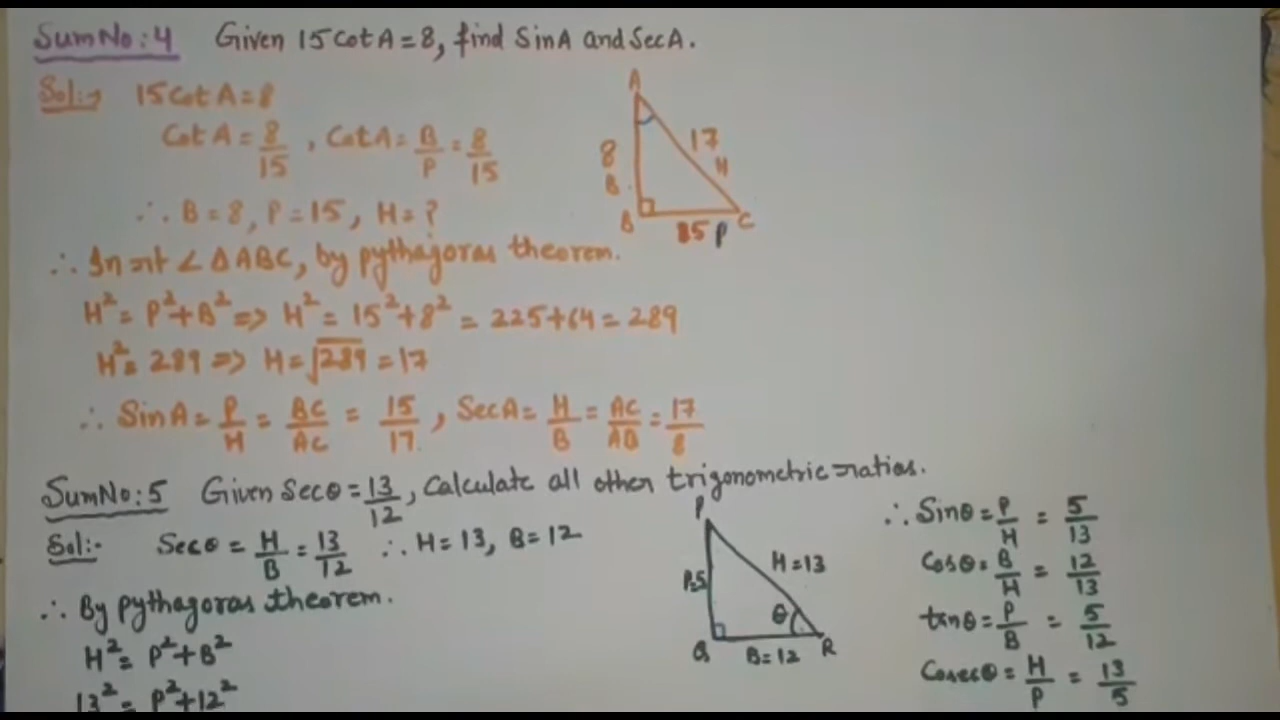 Sum No: 4 Given 15 Cot A = 8, find Sin A and Sec A.
Sol:→ 15 Cot A = 8
Cot A = 8/15 , Cot A = B/P = 8/15
∴ B = 8, P = 15, H = ?
∴ In rt ∠ ΔABC, by pythagoras theorem.
H² = P² + B² => H² = 15² + 8² = 225 + 64 = 289
H² = 289 => H = √289 = 17
∴ Sin A = P/H = BC/AC = 15/17 , Sec A = H/B = AC/AB = 17/8
A
8
B
17
H
B
15 P
C
Sum No: 5 Given Sec θ = 13/12 , Calculate all other trigonometric ratios.
Sol:- Sec θ = H/B = 13/12 ∴ H = 13, B = 12
∴ By pythagoras theorem.
H² = P² + B²
13² = P² + 12²
P
H = 13
θ
Q
B = 12
R
∴ Sin θ = P/H = 5/13
Cos θ = B/H = 12/13
tan θ = P/B = 5/12
Cosec θ = H/P = 13/5